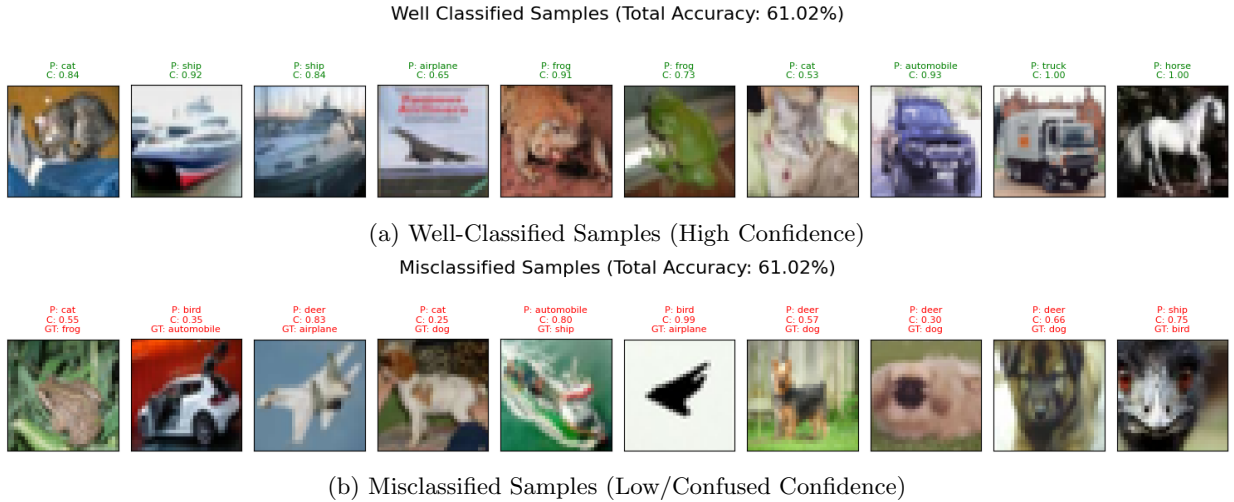 Well Classified Samples (Total Accuracy: 61.02%)
P: cat
C: 0.84
P: ship
C: 0.92
P: ship
C: 0.84
P: airplane
C: 0.65
P: frog
C: 0.91
P: frog
C: 0.73
P: cat
C: 0.53
P: automobile
C: 0.93
P: truck
C: 1.00
P: horse
C: 1.00
(a) Well-Classified Samples (High Confidence)
Misclassified Samples (Total Accuracy: 61.02%)
P: cat
C: 0.55
GT: frog
P: bird
C: 0.35
GT: automobile
P: deer
C: 0.83
GT: airplane
P: cat
C: 0.25
GT: dog
P: automobile
C: 0.80
GT: ship
P: bird
C: 0.99
GT: airplane
P: deer
C: 0.57
GT: dog
P: deer
C: 0.30
GT: dog
P: deer
C: 0.66
GT: dog
P: ship
C: 0.75
GT: bird
(b) Misclassified Samples (Low/Confused Confidence)